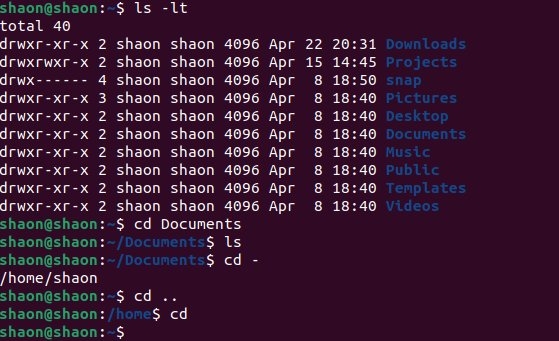 shaon@shaon:~$ ls -lt
total 40
drwxr-xr-x 2 shaon shaon 4096 Apr 22 20:31 Downloads
drwxrwxr-x 2 shaon shaon 4096 Apr 15 14:45 Projects
drwx------ 4 shaon shaon 4096 Apr  8 18:50 snap
drwxr-xr-x 3 shaon shaon 4096 Apr  8 18:40 Pictures
drwxr-xr-x 2 shaon shaon 4096 Apr  8 18:40 Desktop
drwxr-xr-x 2 shaon shaon 4096 Apr  8 18:40 Documents
drwxr-xr-x 2 shaon shaon 4096 Apr  8 18:40 Music
drwxr-xr-x 2 shaon shaon 4096 Apr  8 18:40 Public
drwxr-xr-x 2 shaon shaon 4096 Apr  8 18:40 Templates
drwxr-xr-x 2 shaon shaon 4096 Apr  8 18:40 Videos
shaon@shaon:~$ cd Documents
shaon@shaon:~/Documents$ ls
shaon@shaon:~/Documents$ cd -
/home/shaon
shaon@shaon:~$ cd ..
shaon@shaon:/home$ cd
shaon@shaon:~$